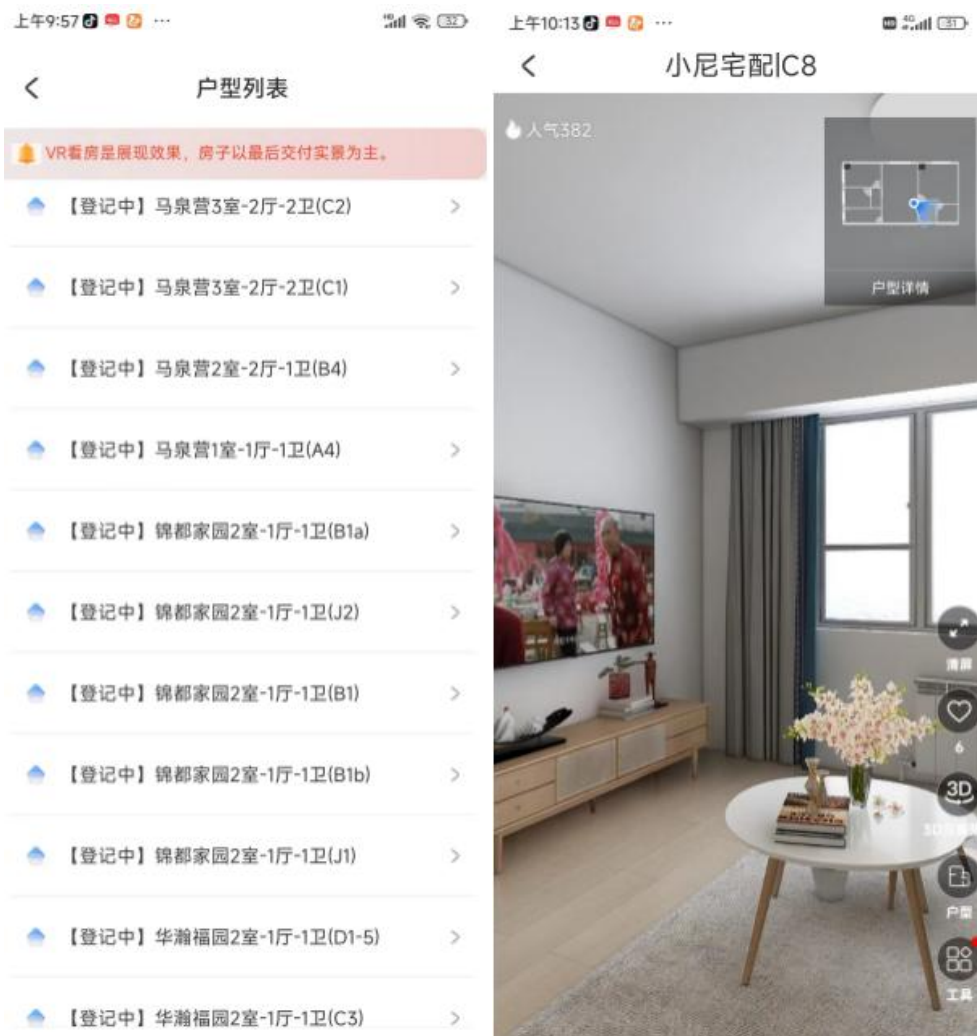 上午9:57
32
户型列表
VR看房是展现效果，房子以最后交付实景为主。
【登记中】马泉营3室-2厅-2卫(C2)
【登记中】马泉营3室-2厅-2卫(C1)
【登记中】马泉营2室-2厅-1卫(B4)
【登记中】马泉营1室-1厅-1卫(A4)
【登记中】锦都家园2室-1厅-1卫(B1a)
【登记中】锦都家园2室-1厅-1卫(J2)
【登记中】锦都家园2室-1厅-1卫(B1)
【登记中】锦都家园2室-1厅-1卫(B1b)
【登记中】锦都家园2室-1厅-1卫(J1)
【登记中】华瀚福园2室-1厅-1卫(D1-5)
【登记中】华瀚福园2室-1厅-1卫(C3)
上午10:13
4G
31
小尼宅配|C8
人气382
户型详情
清屏
6
3D
户型
工具